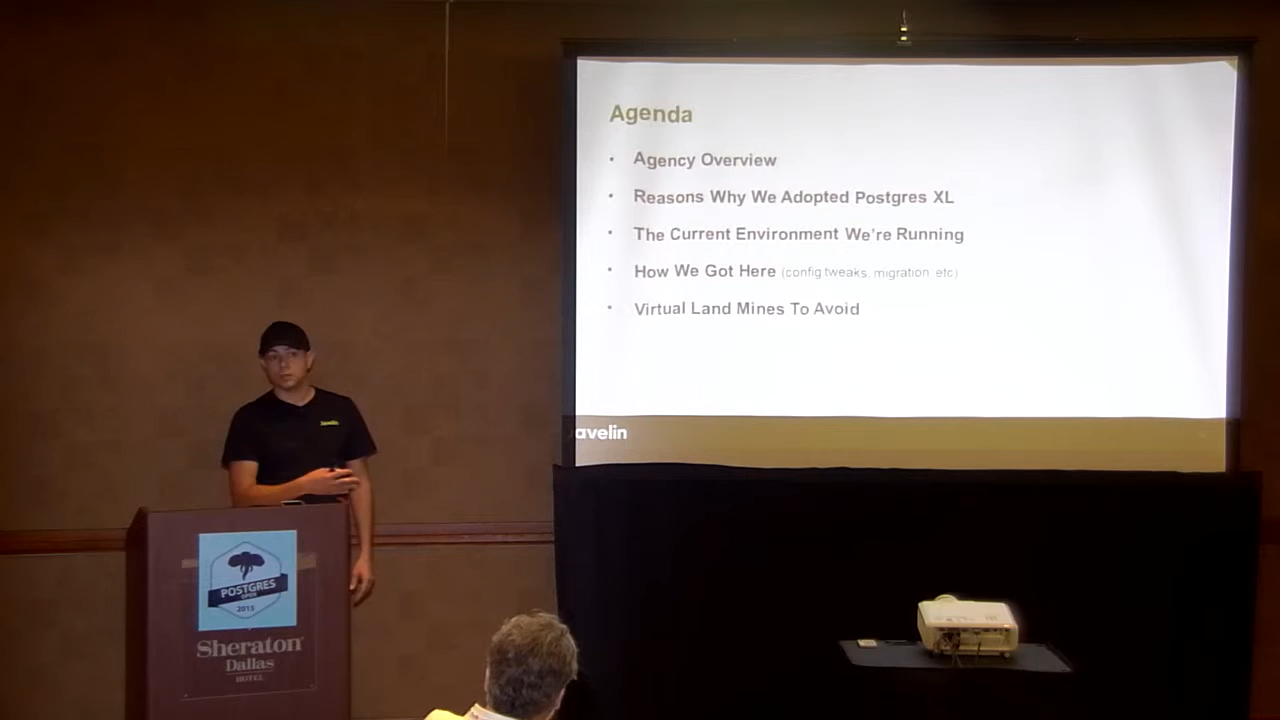 Agenda
• Agency Overview
• Reasons Why We Adopted Postgres XL
• The Current Environment We're Running
• How We Got Here (config tweaks, migration etc)
• Virtual Land Mines To Avoid
avelin
Javelin
POSTGRES
OPEN
2015
Sheraton
Dallas
HOTEL